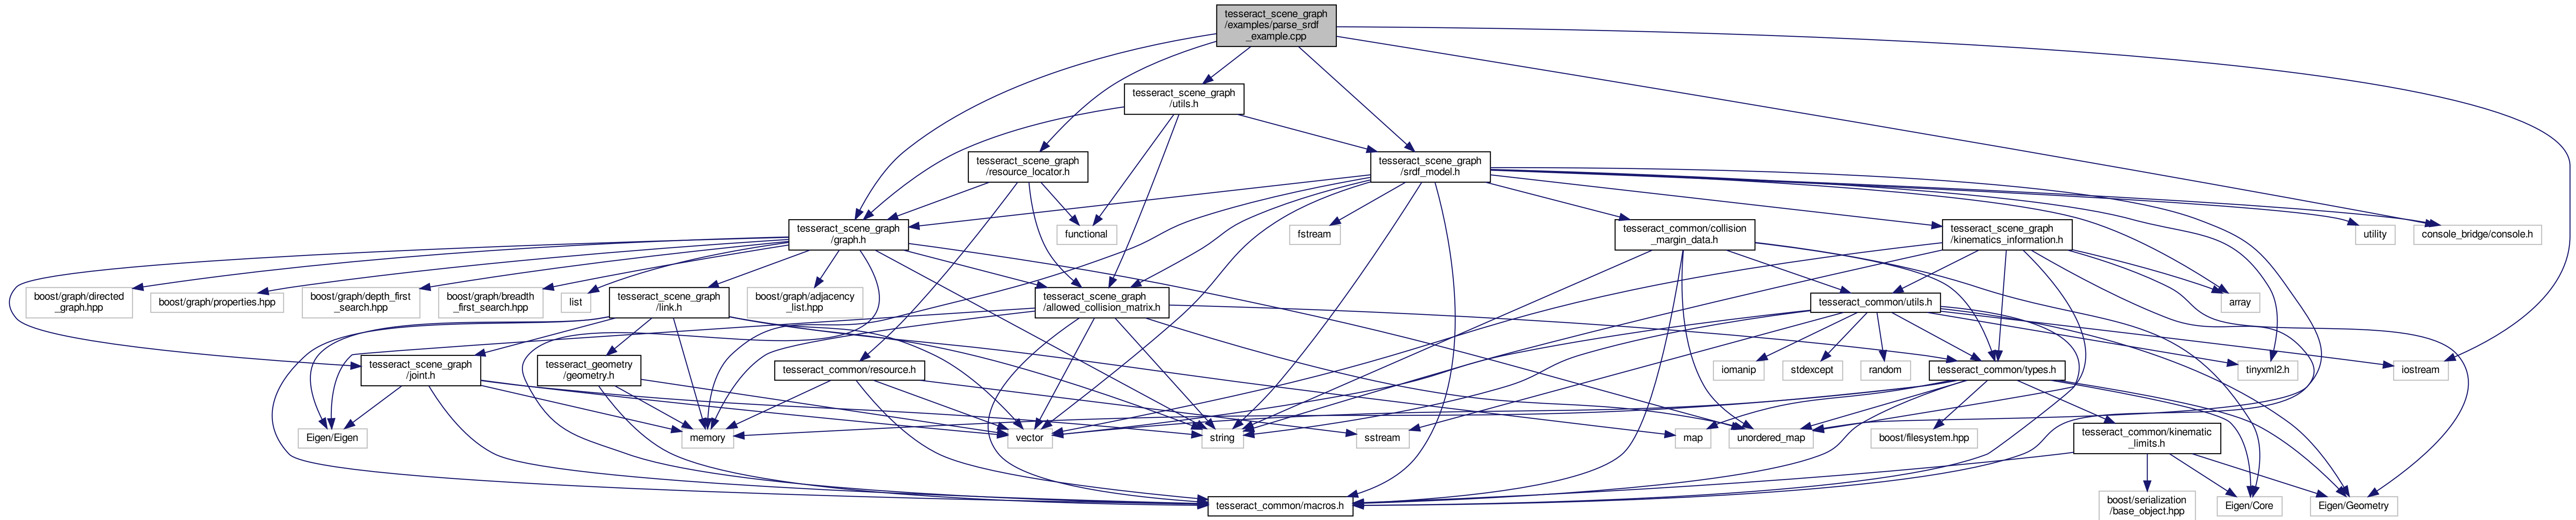 tesseract_scene_graph
/examples/parse_srdf
_example.cpp
tesseract_scene_graph
/utils.h
tesseract_scene_graph
/resource_locator.h
tesseract_scene_graph
/srdf_model.h
tesseract_scene_graph
/graph.h
functional
fstream
tesseract_common/collision
_margin_data.h
tesseract_scene_graph
/kinematics_information.h
utility
console_bridge/console.h
boost/graph/directed
_graph.hpp
boost/graph/properties.hpp
boost/graph/depth_first
_search.hpp
boost/graph/breadth
_first_search.hpp
list
tesseract_scene_graph
/link.h
boost/graph/adjacency
_list.hpp
tesseract_scene_graph
/allowed_collision_matrix.h
tesseract_common/utils.h
array
tesseract_scene_graph
/joint.h
tesseract_geometry
/geometry.h
tesseract_common/resource.h
iomanip
stdexcept
random
tesseract_common/types.h
tinyxml2.h
iostream
Eigen/Eigen
memory
vector
string
sstream
map
unordered_map
boost/filesystem.hpp
tesseract_common/kinematic
_limits.h
tesseract_common/macros.h
boost/serialization
/base_object.hpp
Eigen/Core
Eigen/Geometry